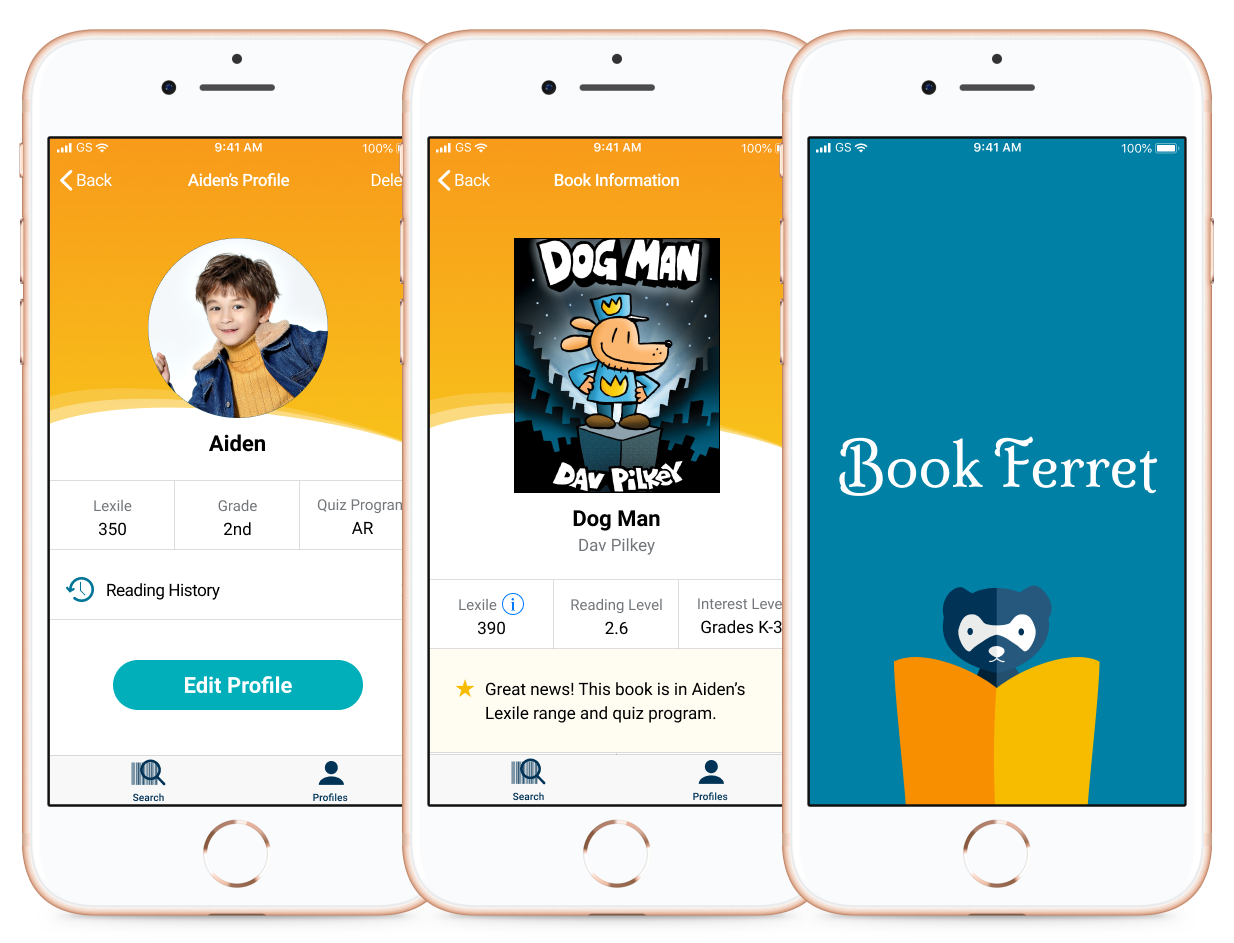 GS 9:41 AM 100%
Back Aiden's Profile Dele
Aiden
Lexile Grade Quiz Program
350 2nd AR
Reading History
Edit Profile
Search Profiles
GS 9:41 AM 100%
Back Book Information
DOG MAN
DAV PILKEY
Dog Man
Dav Pilkey
Lexile i Reading Level Interest Leve
390 2.6 Grades K-3
Great news! This book is in Aiden's
Lexile range and quiz program.
Search Profiles
GS 9:41 AM 100%
Book Ferret